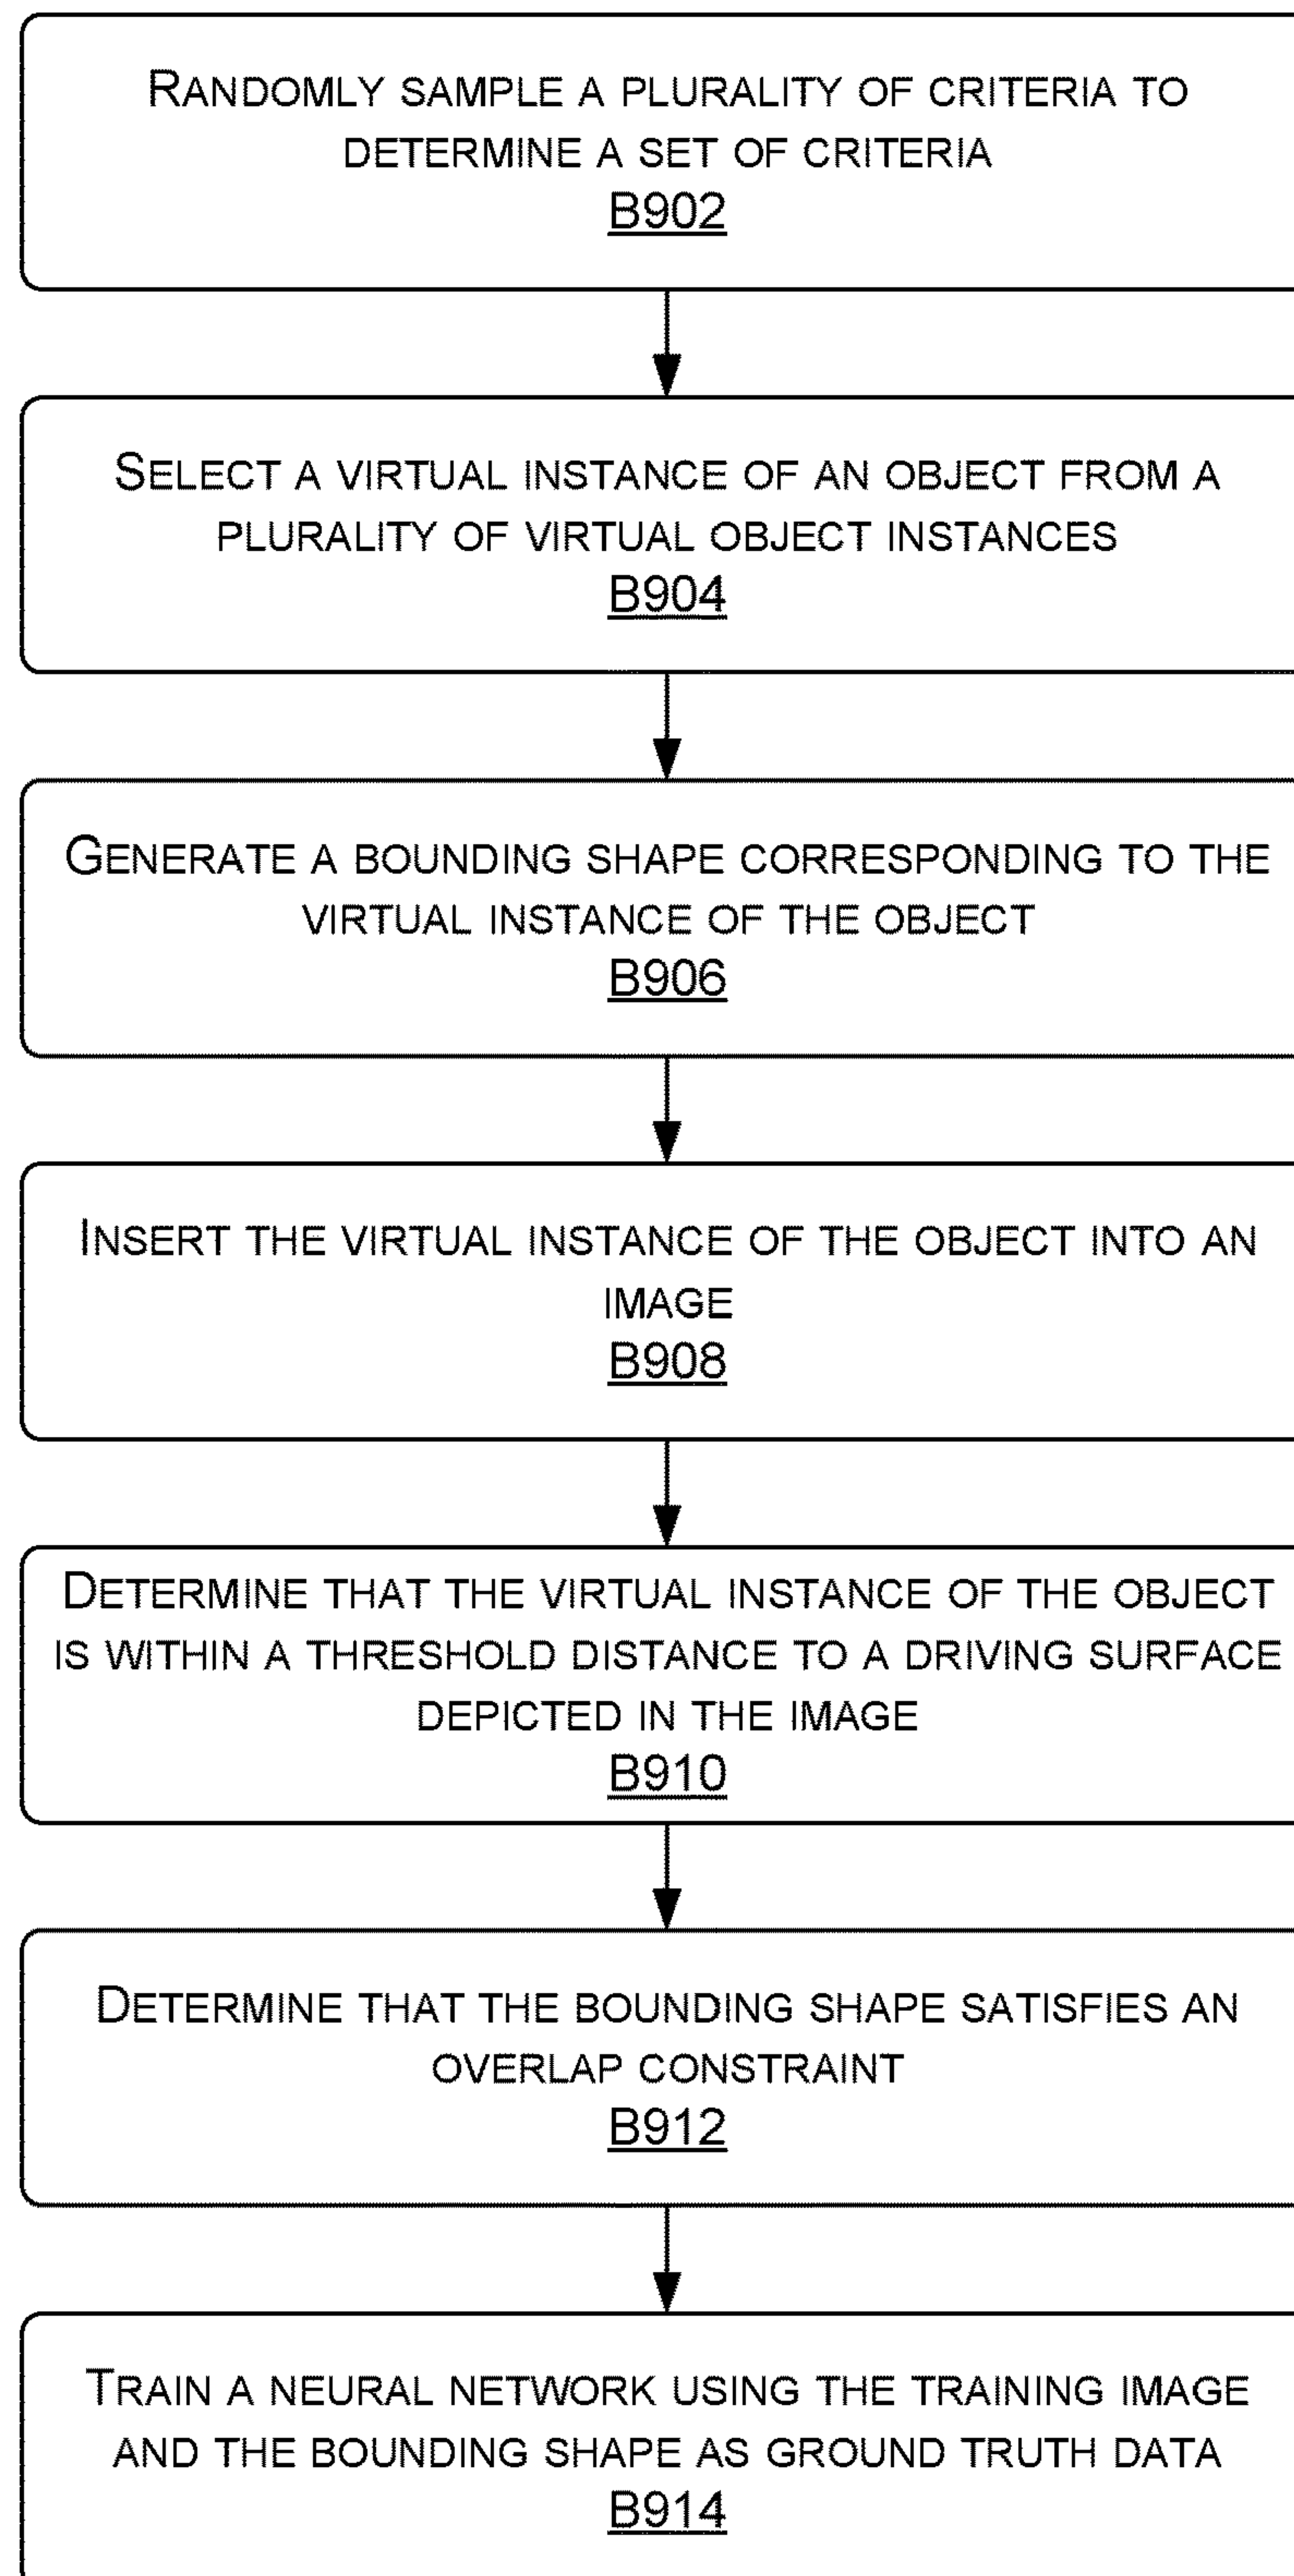 RANDOMLY SAMPLE A PLURALITY OF CRITERIA TO
DETERMINE A SET OF CRITERIA
B902
SELECT A VIRTUAL INSTANCE OF AN OBJECT FROM A
PLURALITY OF VIRTUAL OBJECT INSTANCES
B904
GENERATE A BOUNDING SHAPE CORRESPONDING TO THE
VIRTUAL INSTANCE OF THE OBJECT
B906
INSERT THE VIRTUAL INSTANCE OF THE OBJECT INTO AN
IMAGE
B908
DETERMINE THAT THE VIRTUAL INSTANCE OF THE OBJECT
IS WITHIN A THRESHOLD DISTANCE TO A DRIVING SURFACE
DEPICTED IN THE IMAGE
B910
DETERMINE THAT THE BOUNDING SHAPE SATISFIES AN
OVERLAP CONSTRAINT
B912
TRAIN A NEURAL NETWORK USING THE TRAINING IMAGE
AND THE BOUNDING SHAPE AS GROUND TRUTH DATA
B914